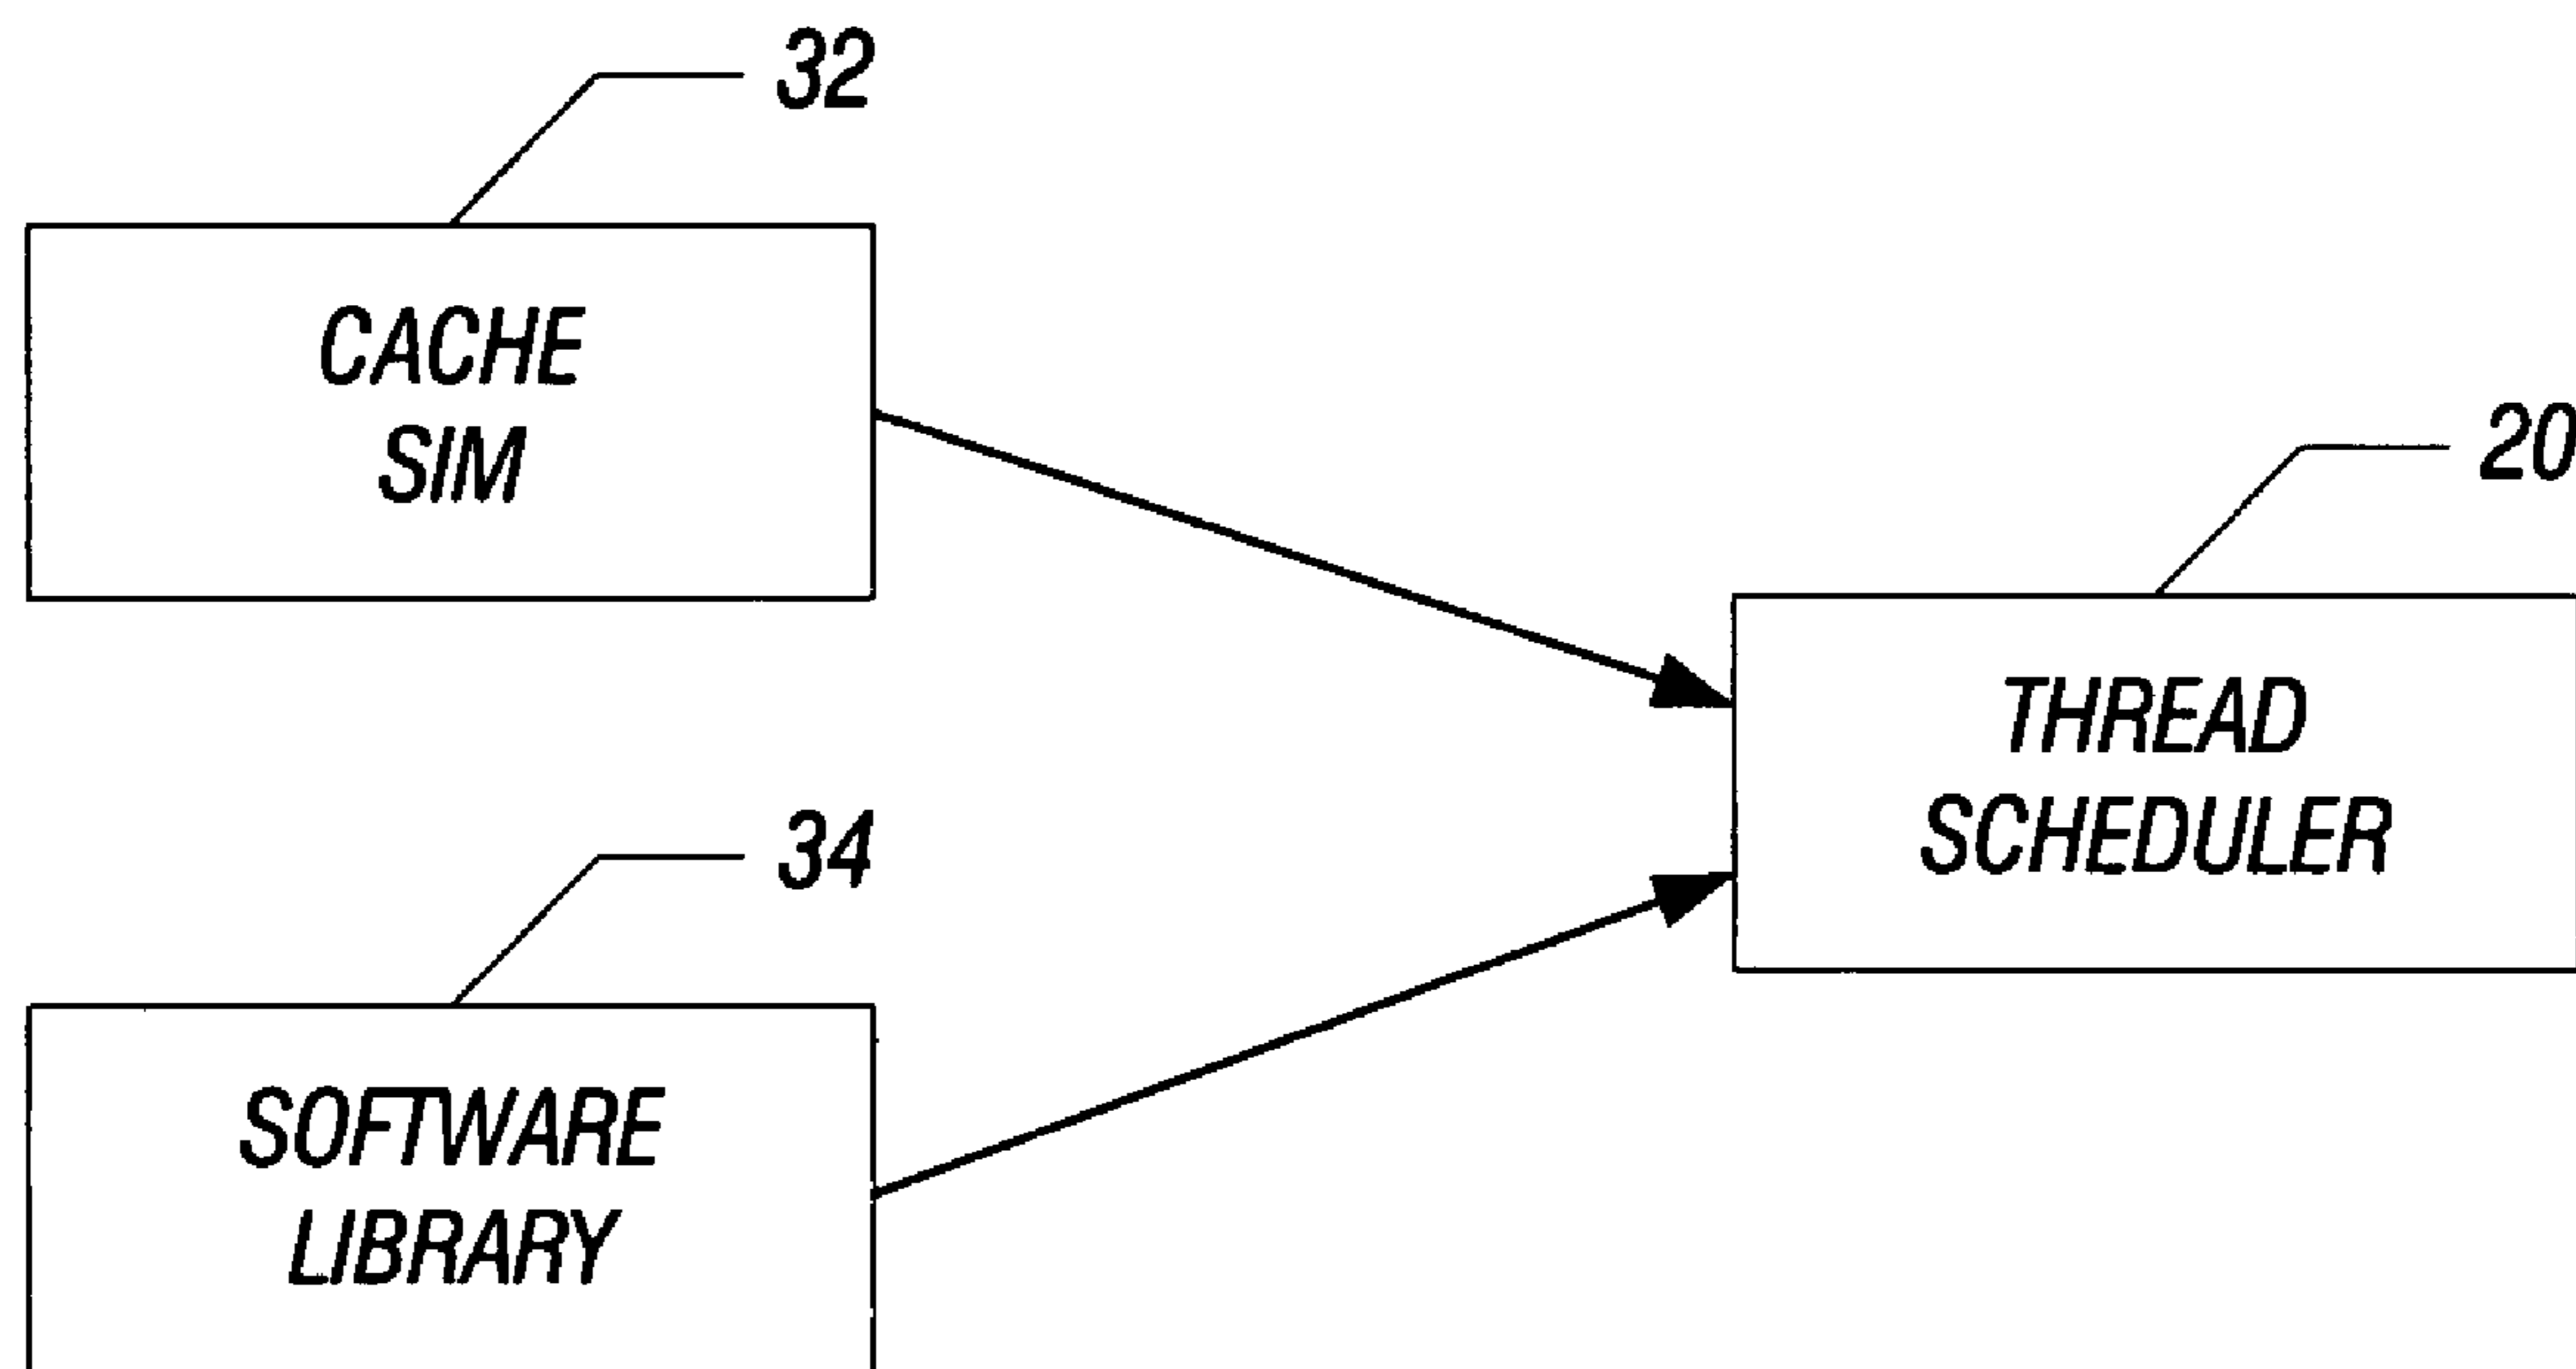 32
CACHE
SIM
20
THREAD
SCHEDULER
34
SOFTWARE
LIBRARY